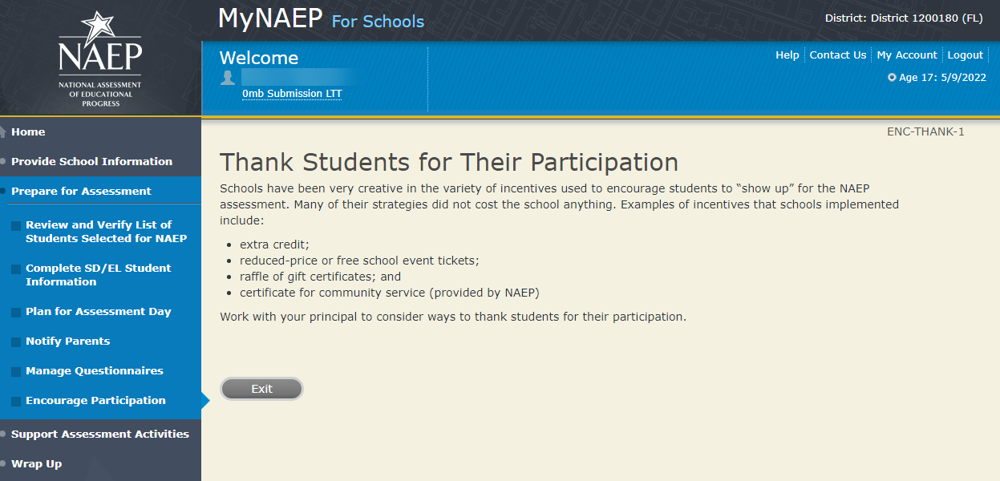 NAEP
NATIONAL ASSESSMENT
OF EDUCATIONAL
PROGRESS
MyNAEP For Schools
District: District 1200180 (FL)
Welcome
0mb Submission LTT
Help
Contact Us
My Account
Logout
Age 17: 5/9/2022
Home
Provide School Information
Prepare for Assessment
Review and Verify List of
Students Selected for NAEP
Complete SD/EL Student
Information
Plan for Assessment Day
Notify Parents
Manage Questionnaires
Encourage Participation
Support Assessment Activities
Wrap Up
ENC-THANK-1
Thank Students for Their Participation
Schools have been very creative in the variety of incentives used to encourage students to “show up” for the NAEP
assessment. Many of their strategies did not cost the school anything. Examples of incentives that schools implemented
include:
• extra credit;
• reduced-price or free school event tickets;
• raffle of gift certificates; and
• certificate for community service (provided by NAEP)
Work with your principal to consider ways to thank students for their participation.
Exit